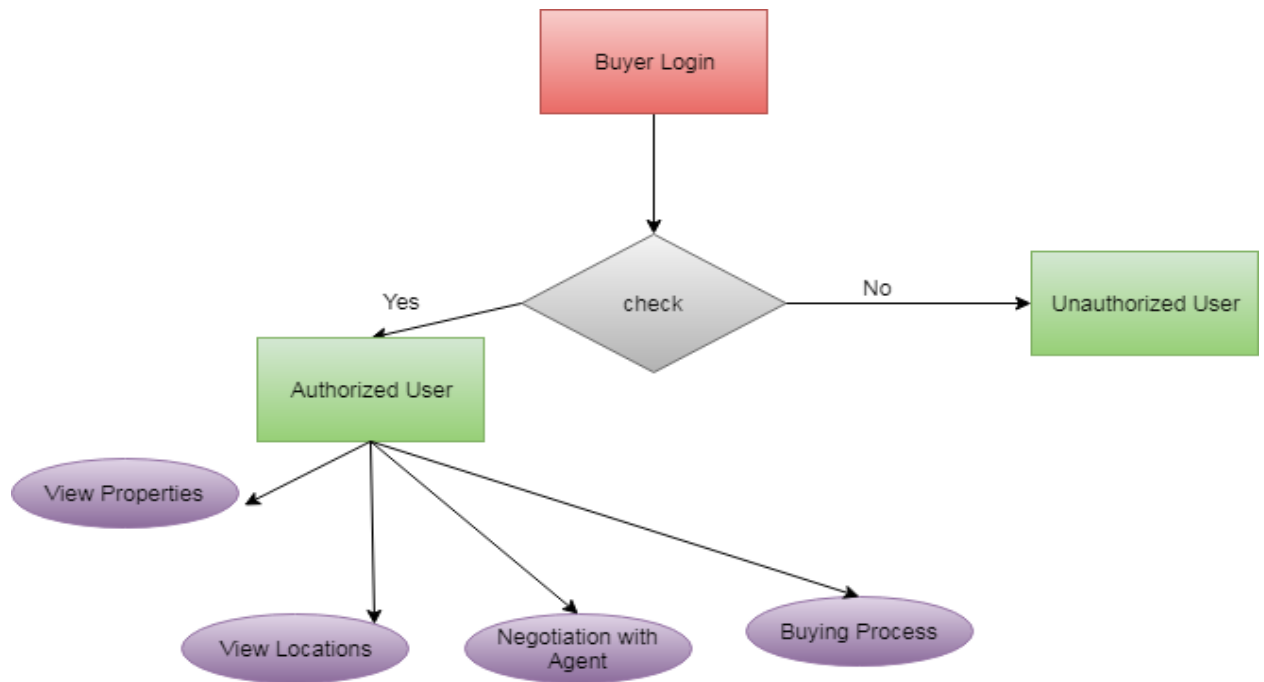 Buyer Login
Yes
check
No
Unauthorized User
Authorized User
View Properties
View Locations
Negotiation with
Agent
Buying Process